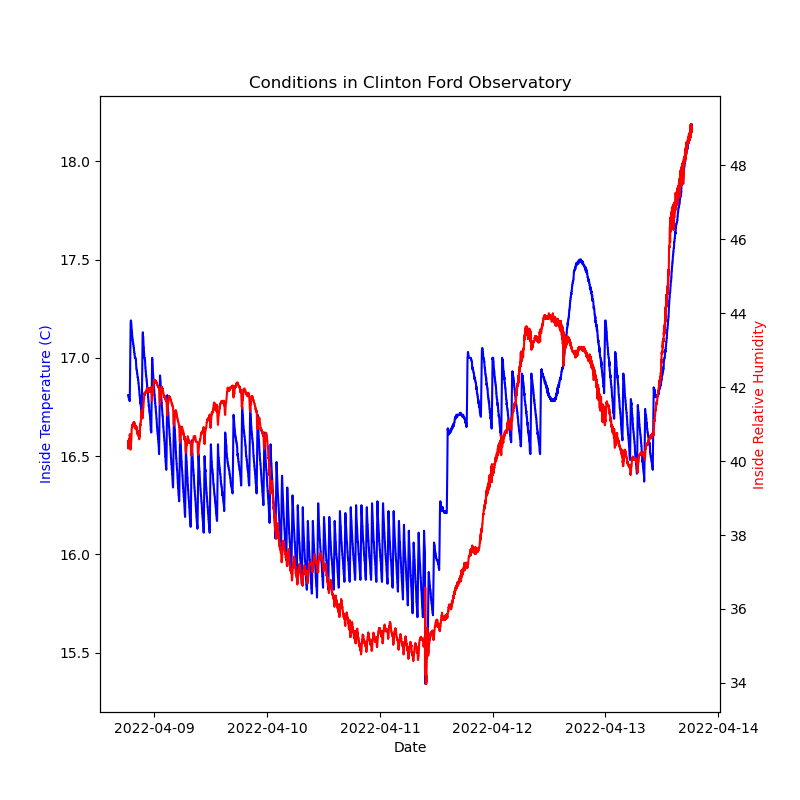 Conditions in Clinton Ford Observatory
Inside Temperature (C)
18.0
17.5
17.0
16.5
16.0
15.5
48
46
44
42
40
38
36
34
Inside Relative Humidity
2022-04-09 2022-04-10 2022-04-11 2022-04-12 2022-04-13 2022-04-14
Date